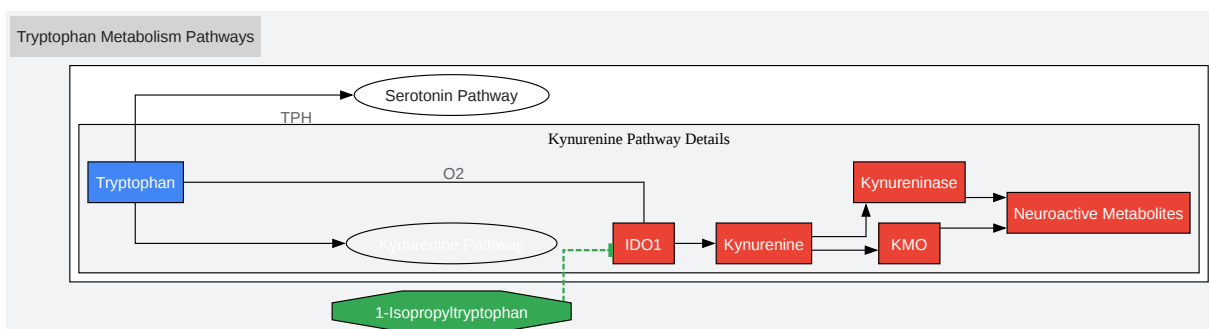 Tryptophan Metabolism Pathways
Serotonin Pathway
TPH
Kynurenine Pathway Details
Tryptophan
O2
Kynureninase
Neuroactive Metabolites
Kynurenine Pathway
IDO1
Kynurenine
KMO
1-Isopropyltryptophan